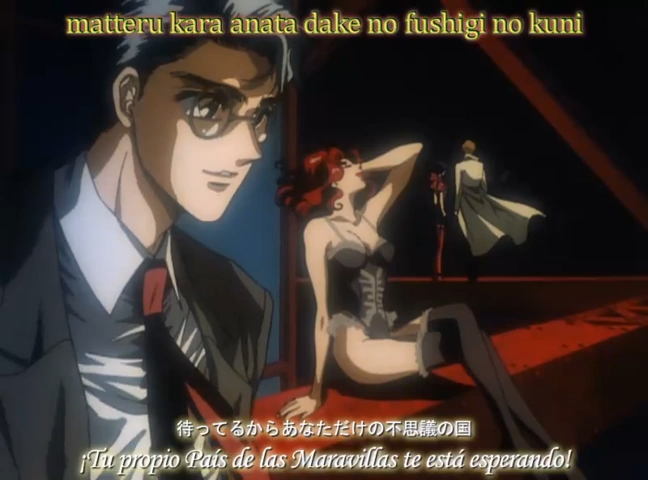 matteru kara anata dake no fushigi no kuni
待ってるからあなただけの不思議の国
¡Tu propio País de las Maravillas te está esperando!